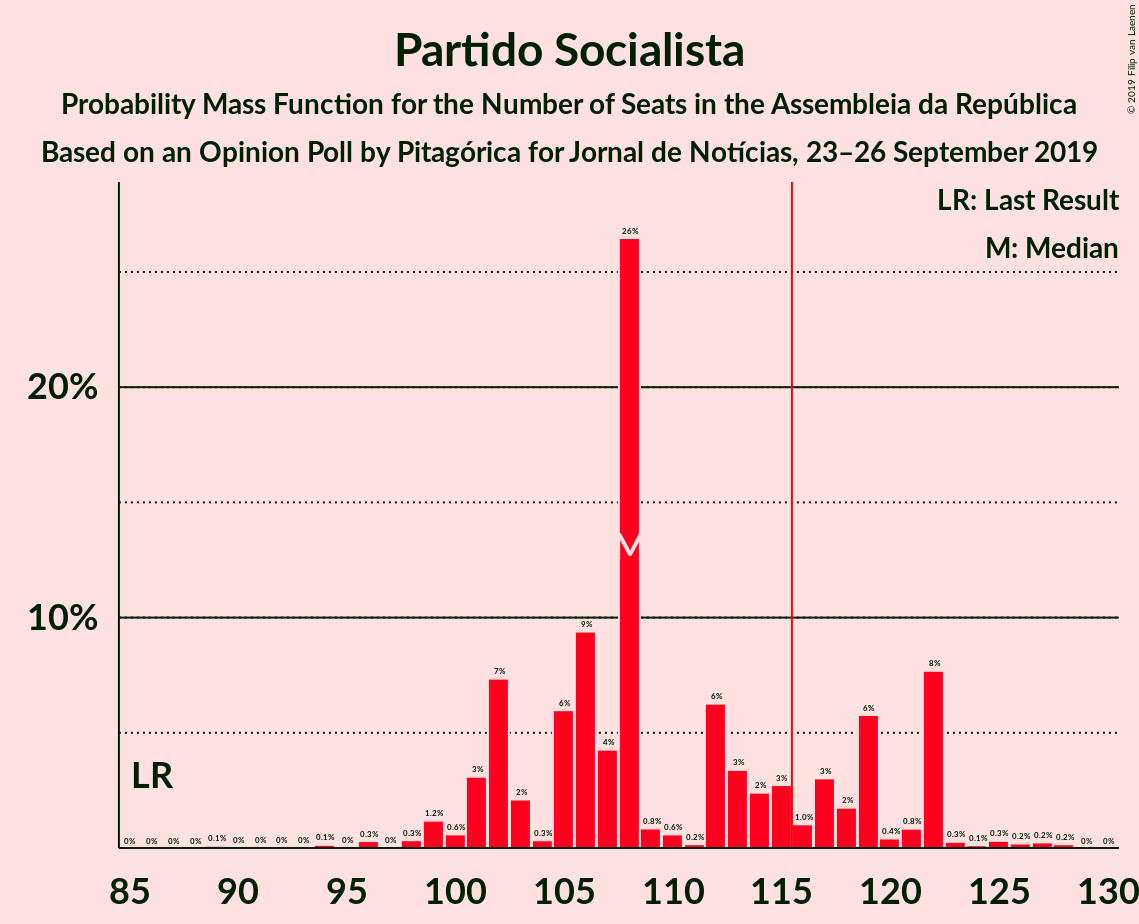 Partido Socialista
Probability Mass Function for the Number of Seats in the Assembleia da República
Based on an Opinion Poll by Pitagórica for Jornal de Notícias, 23–26 September 2019
© 2019 Filip van Laenen
LR: Last Result
M: Median
20%
10%
LR
0% 0% 0% 0% 0.1% 0% 0% 0% 0% 0.1% 0% 0.3% 0% 0.3% 1.2% 0.6% 3% 7% 2% 0.3% 6% 9% 4% 26% 0.8% 0.6% 0.2% 6% 3% 2% 3% 1.0% 3% 2% 6% 0.4% 0.8% 8% 0.3% 0.1% 0.3% 0.2% 0.2% 0.2% 0% 0%
85 90 95 100 105 110 115 120 125 130